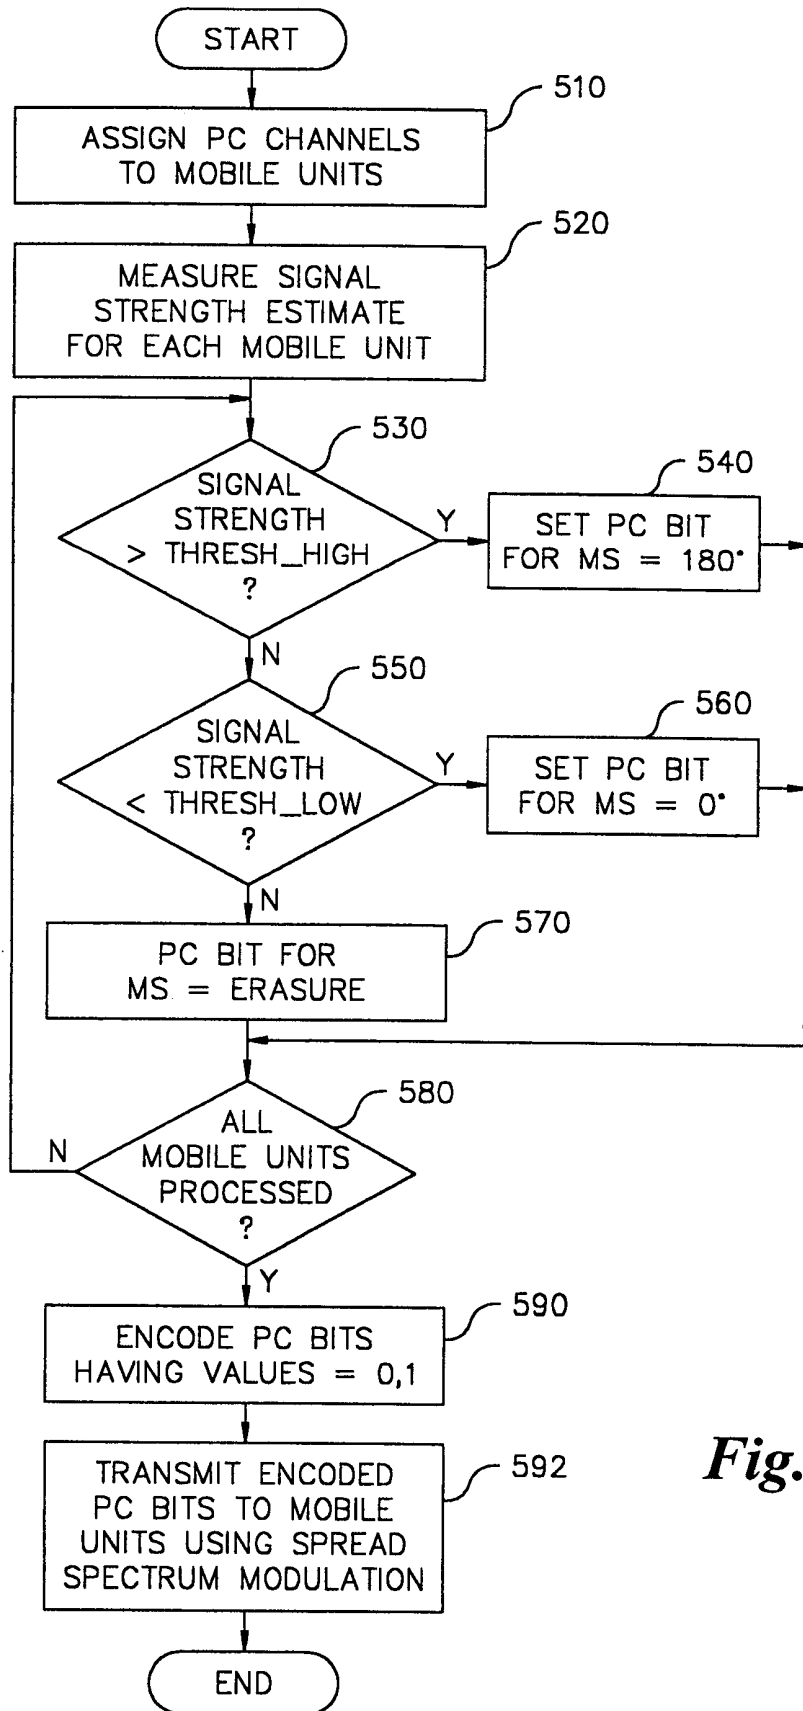 START
510
ASSIGN PC CHANNELS
TO MOBILE UNITS
520
MEASURE SIGNAL
STRENGTH ESTIMATE
FOR EACH MOBILE UNIT
530
SIGNAL
STRENGTH
> THRESH_HIGH
?
Y
540
SET PC BIT
FOR MS = 180°
N
550
SIGNAL
STRENGTH
< THRESH_LOW
?
Y
560
SET PC BIT
FOR MS = 0°
N
570
PC BIT FOR
MS = ERASURE
580
ALL
MOBILE UNITS
PROCESSED
?
N
Y
590
ENCODE PC BITS
HAVING VALUES = 0,1
592
TRANSMIT ENCODED
PC BITS TO MOBILE
UNITS USING SPREAD
SPECTRUM MODULATION
Fig.
END